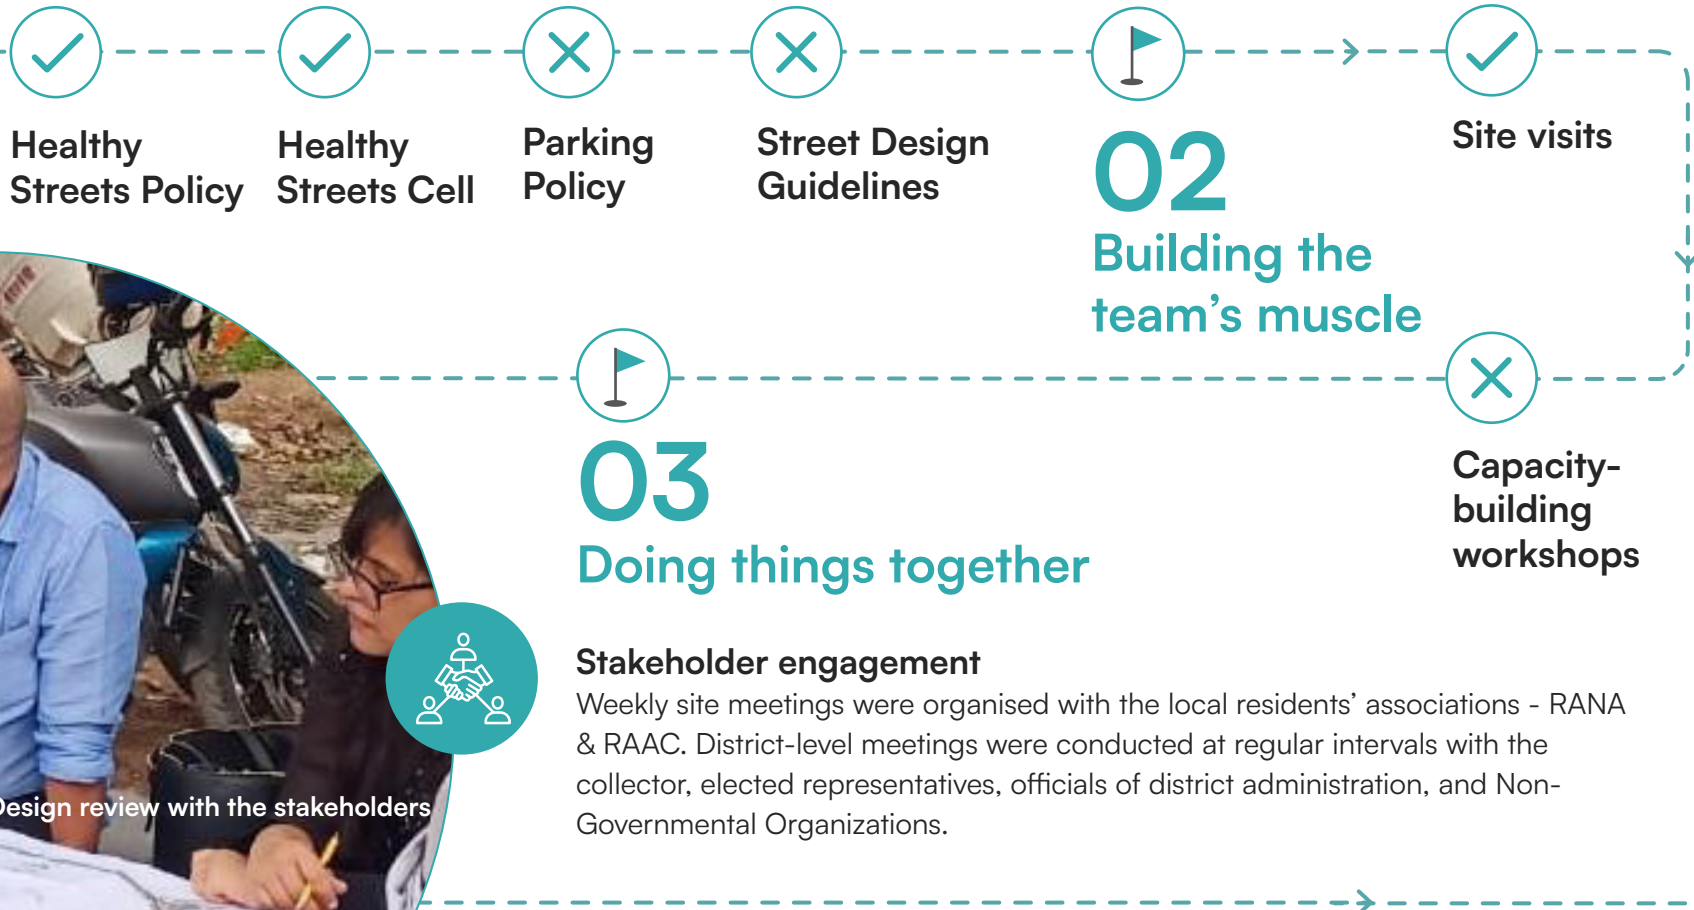 Healthy
Streets Policy
Healthy
Streets Cell
Parking
Policy
Street Design
Guidelines
02
Building the
team’s muscle
Site visits
Capacity-
building
workshops
03
Doing things together
Stakeholder engagement
Weekly site meetings were organised with the local residents’ associations - RANA
& RAAC. District-level meetings were conducted at regular intervals with the
collector, elected representatives, officials of district administration, and Non-
Governmental Organizations.
Design review with the stakeholders